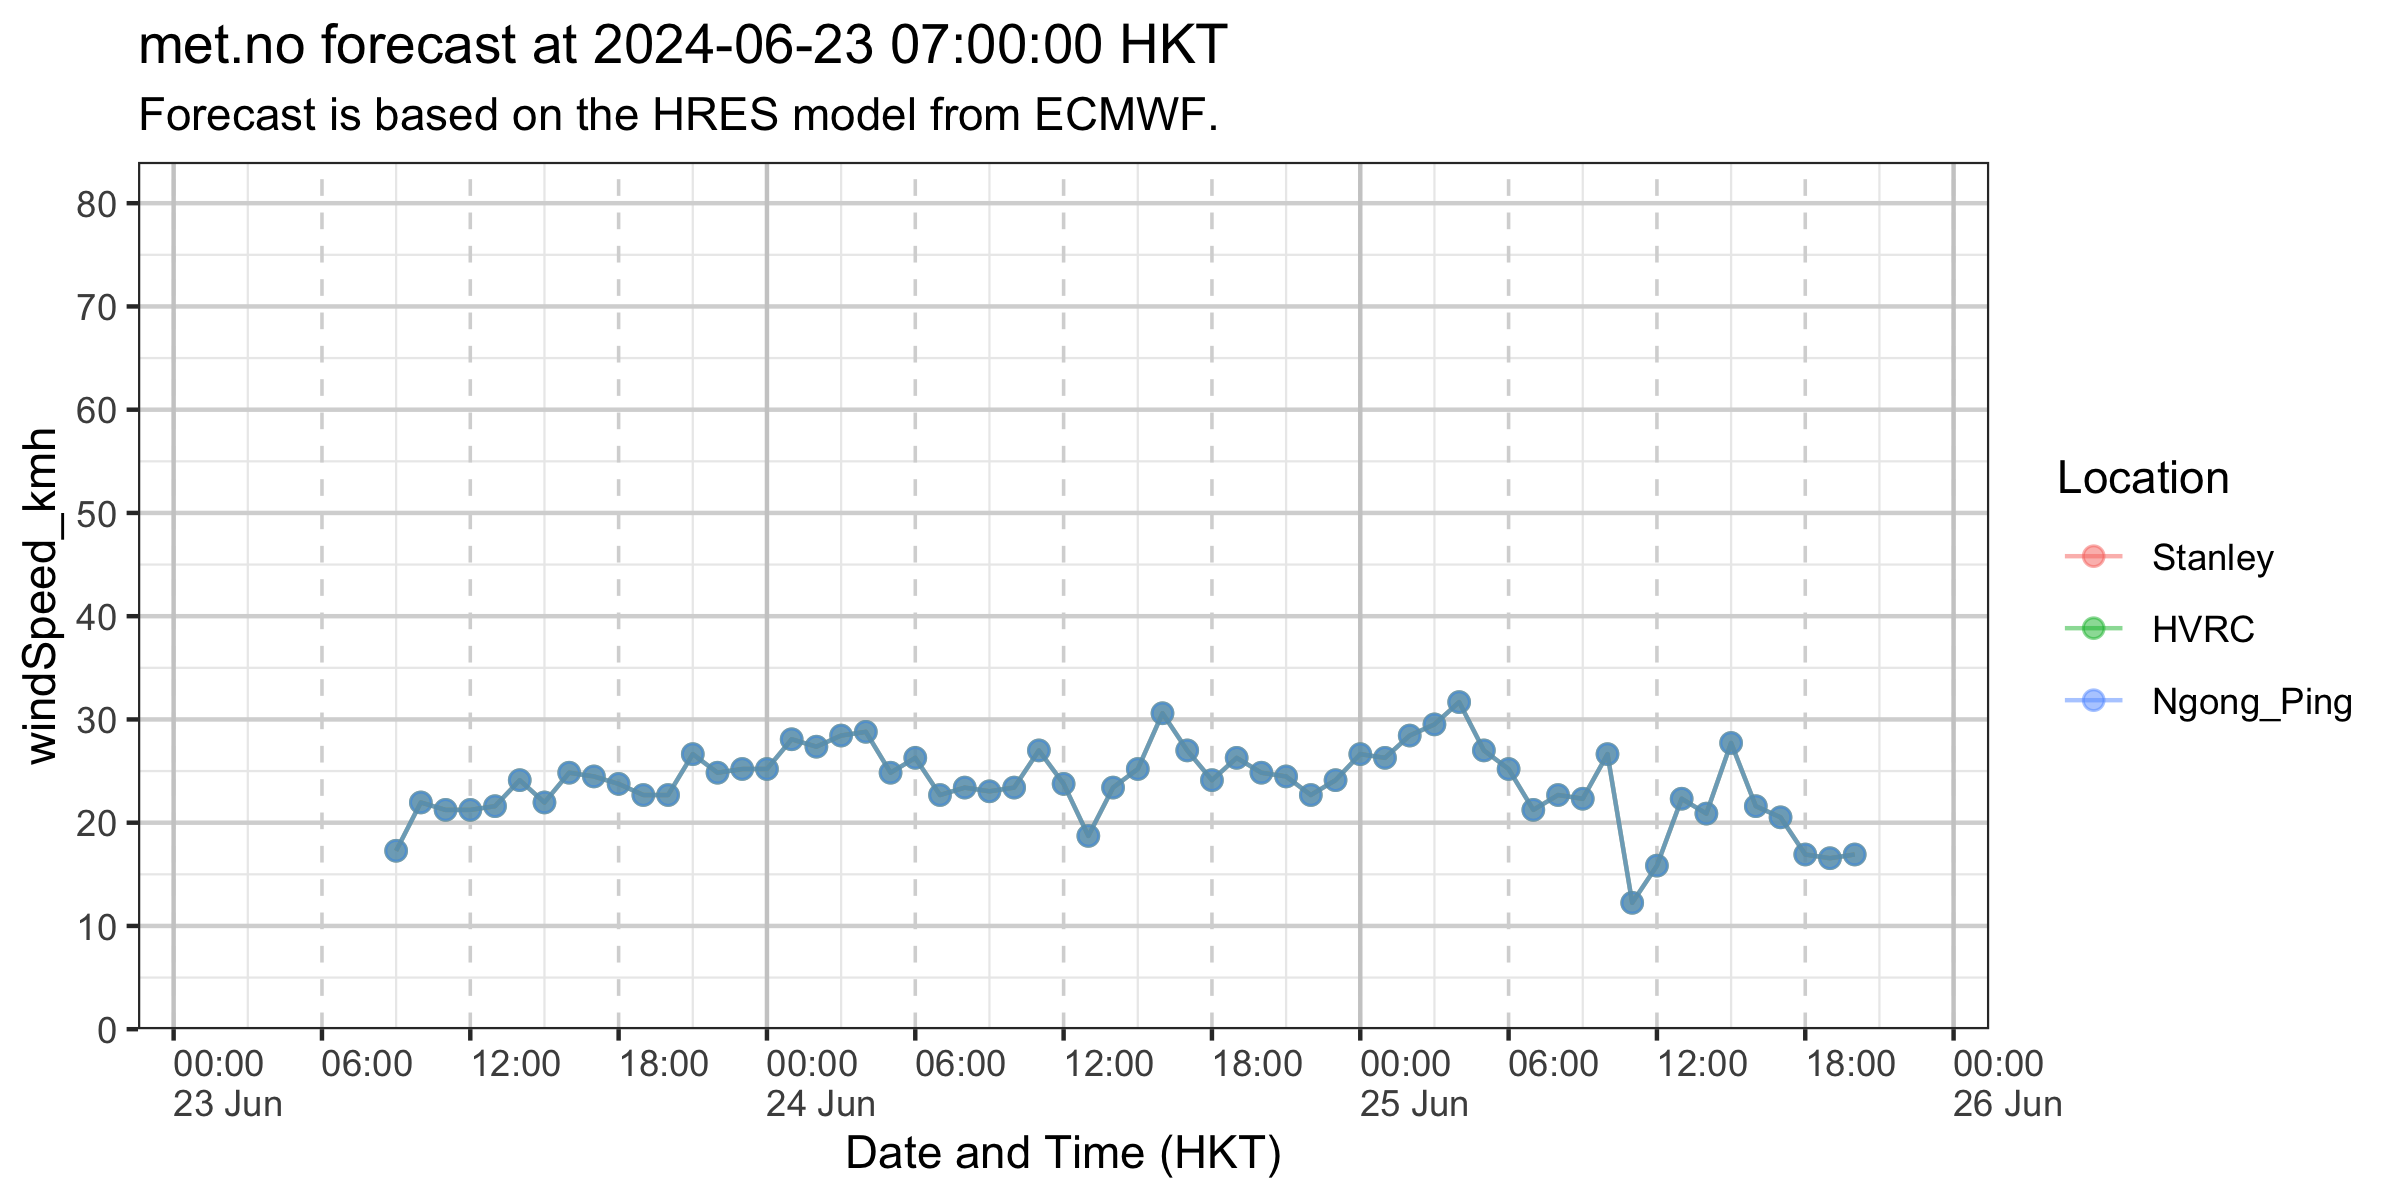 met.no forecast at 2024-06-23 07:00:00 HKT
Forecast is based on the HRES model from ECMWF.
windSpeed_kmh
80
70
60
50
40
30
20
10
0
00:00 06:00 12:00 18:00 00:00 06:00 12:00 18:00 00:00 06:00 12:00 18:00 00:00
23 Jun 24 Jun 25 Jun 26 Jun
Date and Time (HKT)
Location
Stanley
HVRC
Ngong_Ping